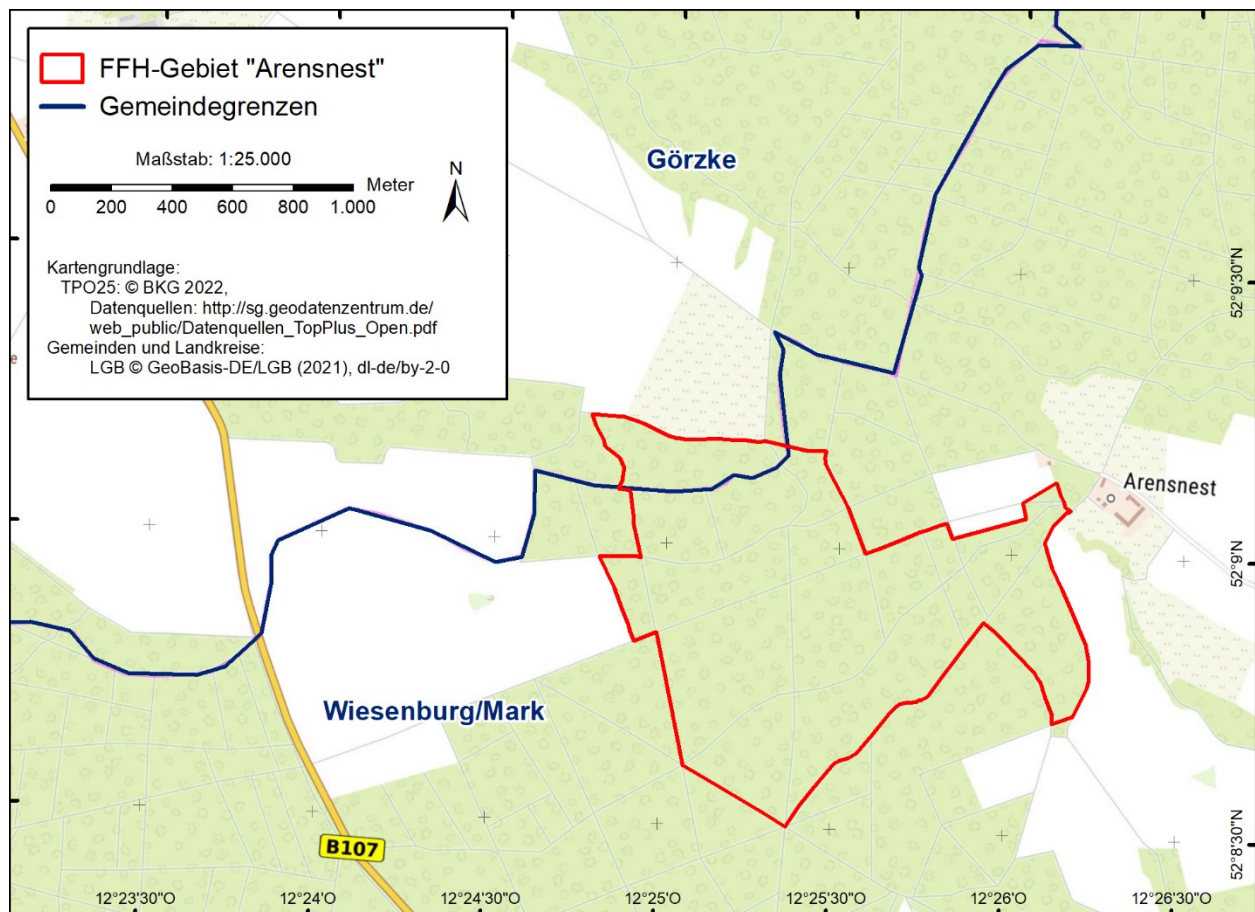 FFH-Gebiet "Arensnest"
Gemeindegrenzen
Maßstab: 1:25.000
Meter
0 200 400 600 800 1.000
N
Kartengrundlage:
TPO25: © BKG 2022,
Datenquellen: http://sg.geodatenzentrum.de/
web_public/Datenquellen_TopPlus_Open.pdf
Gemeinden und Landkreise:
LGB © GeoBasis-DE/LGB (2021), dl-de/by-2-0
Görzke
52°9'30"N
Arensnest
52°9'N
Wiesenburg/Mark
B107
52°8'30"N
12°23'30"O 12°24'O 12°24'30"O 12°25'O 12°25'30"O 12°26'O 12°26'30"O